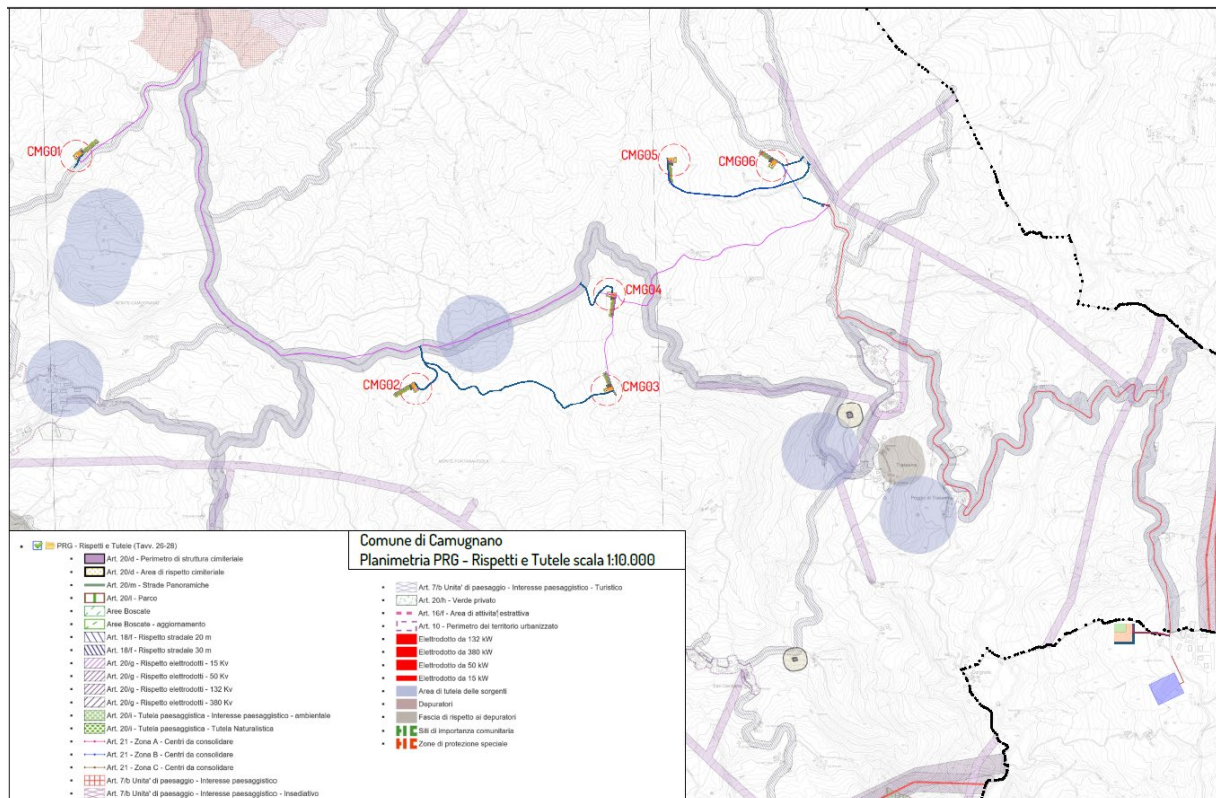 CMG01
CMG05
CMG06
CMG04
CMG02
CMG03
PRG - Rispetti e Tutele (Tavv. 26-28)
Art. 20/d - Perimetro di struttura cimiteriale
Art. 20/d - Area di rispetto cimiteriale
Art. 20/m - Strade Panoramiche
Art. 20/l - Parco
Aree Boscate
Aree Boscate - aggiornamento
Art. 18/f - Rispetto stradale 20 m
Art. 18/f - Rispetto stradale 30 m
Art. 20/g - Rispetto elettrodotti - 15 Kv
Art. 20/g - Rispetto elettrodotti - 50 Kv
Art. 20/g - Rispetto elettrodotti - 132 Kv
Art. 20/g - Rispetto elettrodotti - 380 Kv
Art. 20/i - Tutela paesaggistica - Interesse paesaggistico - ambientale
Art. 20/i - Tutela paesaggistica - Tutela Naturalistica
Art. 21 - Zona A - Centri da consolidare
Art. 21 - Zona B - Centri da consolidare
Art. 21 - Zona C - Centri da consolidare
Art. 7/b Unita' di paesaggio - Interesse paesaggistico
Art. 7/b Unita' di paesaggio - Interesse paesaggistico - Insediativo
Comune di Camugnano
Planimetria PRG - Rispetti e Tutele scala 1:10.000
Art. 7/b Unita' di paesaggio - Interesse paesaggistico - Turistico
Art. 20/h - Verde privato
Art. 16/f - Area di attivita' estrattiva
Art. 10 - Perimetro del territorio urbanizzato
Elettrodotto da 132 kW
Elettrodotto da 380 kW
Elettrodotto da 50 kW
Elettrodotto da 15 kW
Area di tutela delle sorgenti
Depuratori
Fascia di rispetto ai depuratori
Siti di importanza comunitaria
Zone di protezione speciale